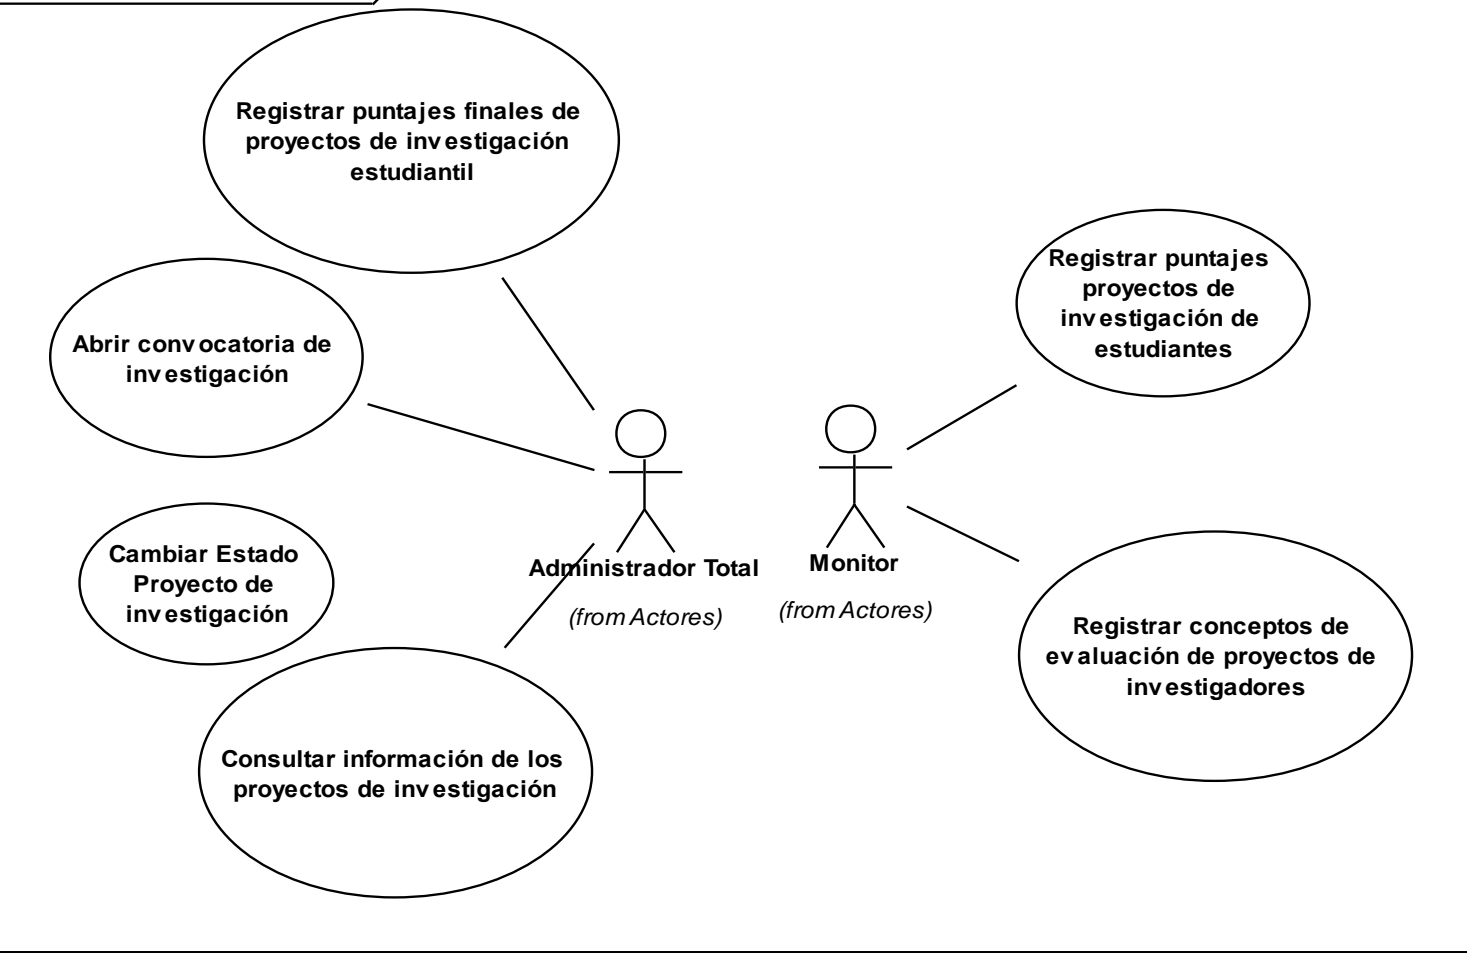 Registrar puntajes finales de
proyectos de investigación
estudiantil
Abrir convocatoria de
investigación
Cambiar Estado
Proyecto de
investigación
Consultar información de los
proyectos de investigación
Administrador Total
(from Actores)
Monitor
(from Actores)
Registrar puntajes
proyectos de
investigación de
estudiantes
Registrar conceptos de
evaluación de proyectos de
investigadores